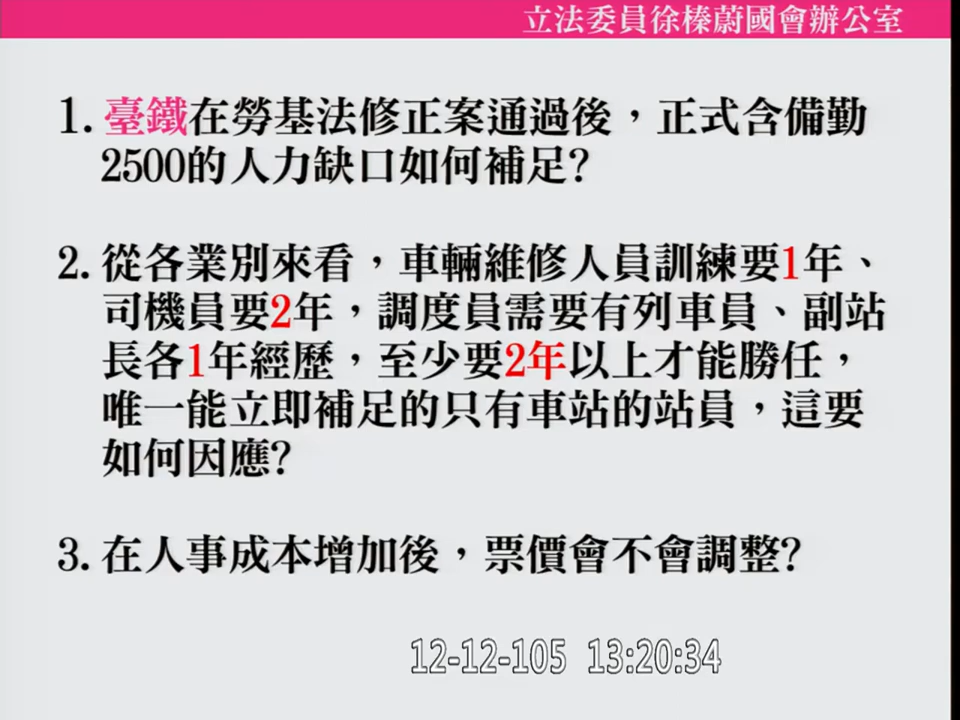 立法委員徐榛蔚國會辦公室
1. 臺鐵在勞基法修正案通過後，正式含備勤
2500的人力缺口如何補足?
2. 從各業別來看，車輛維修人員訓練要1年、
司機員要2年，調度員需要有列車員、副站
長各1年經歷，至少要2年以上才能勝任，
唯一能立即補足的只有車站的站員，這要
如何因應?
3. 在人事成本增加後，票價會不會調整?
12-12-105 13:20:34